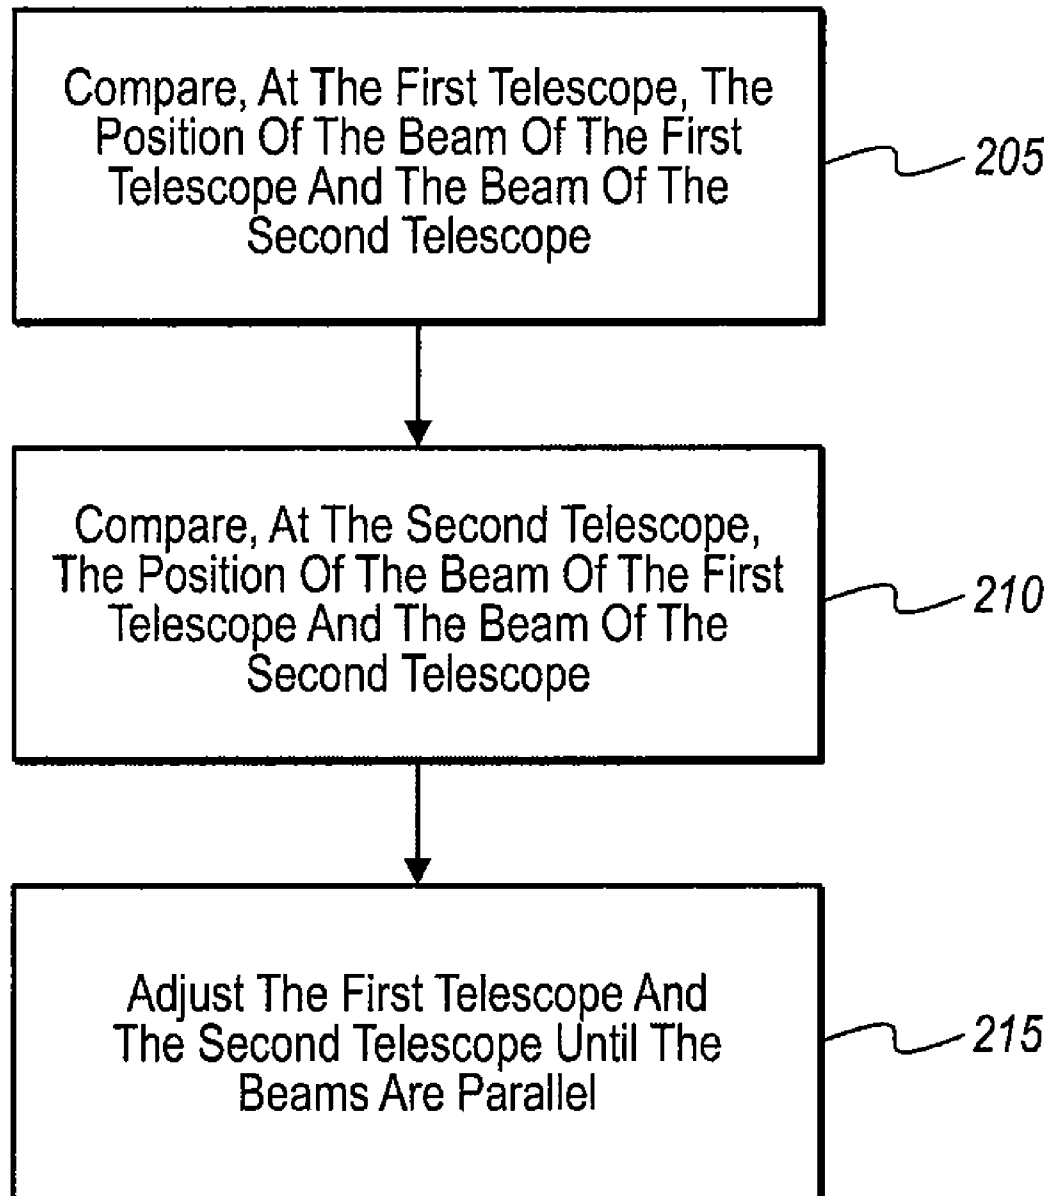 Compare, At The First Telescope, The
Position Of The Beam Of The First
Telescope And The Beam Of The
Second Telescope
205
Compare, At The Second Telescope,
The Position Of The Beam Of The First
Telescope And The Beam Of The
Second Telescope
210
Adjust The First Telescope And
The Second Telescope Until The
Beams Are Parallel
215